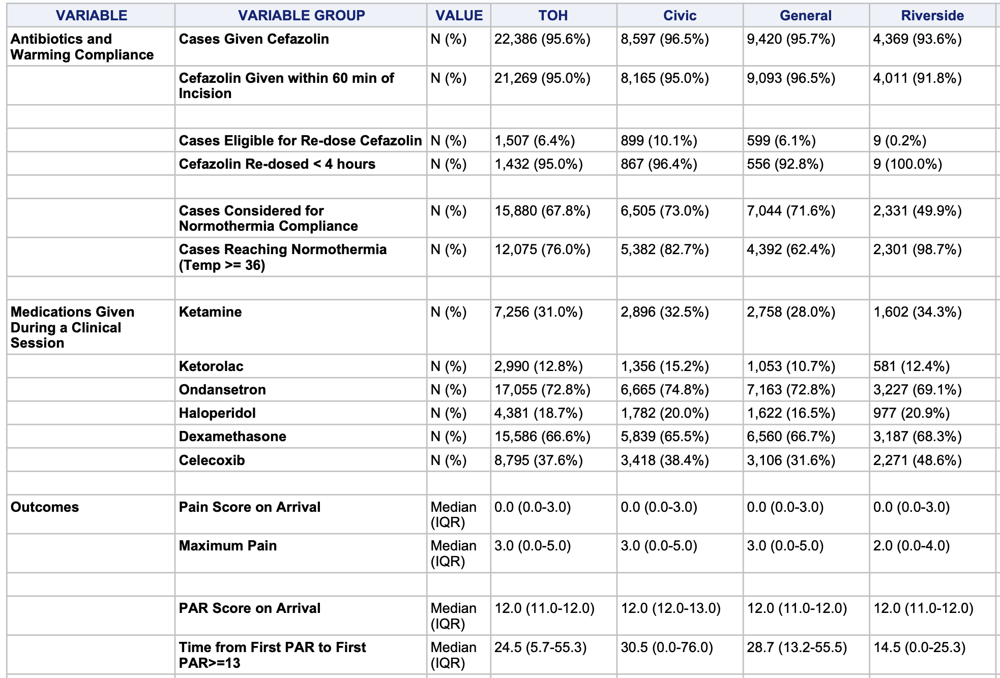 VARIABLE VARIABLE GROUP VALUE TOH Civic General Riverside
Antibiotics and Cases Given Cefazolin N (%) 22,386 (95.6%) 8,597 (96.5%) 9,420 (95.7%) 4,369 (93.6%)
Warming Compliance
Cefazolin Given within 60 min of N (%) 21,269 (95.0%) 8,165 (95.0%) 9,093 (96.5%) 4,011 (91.8%)
Incision
Cases Eligible for Re-dose Cefazolin N (%) 1,507 (6.4%) 899 (10.1%) 599 (6.1%) 9 (0.2%)
Cefazolin Re-dosed < 4 hours N (%) 1,432 (95.0%) 867 (96.4%) 556 (92.8%) 9 (100.0%)
Cases Considered for N (%) 15,880 (67.8%) 6,505 (73.0%) 7,044 (71.6%) 2,331 (49.9%)
Normothermia Compliance
Cases Reaching Normothermia N (%) 12,075 (76.0%) 5,382 (82.7%) 4,392 (62.4%) 2,301 (98.7%)
(Temp >= 36)
Medications Given Ketamine N (%) 7,256 (31.0%) 2,896 (32.5%) 2,758 (28.0%) 1,602 (34.3%)
During a Clinical
Session
Ketorolac N (%) 2,990 (12.8%) 1,356 (15.2%) 1,053 (10.7%) 581 (12.4%)
Ondansetron N (%) 17,055 (72.8%) 6,665 (74.8%) 7,163 (72.8%) 3,227 (69.1%)
Haloperidol N (%) 4,381 (18.7%) 1,782 (20.0%) 1,622 (16.5%) 977 (20.9%)
Dexamethasone N (%) 15,586 (66.6%) 5,839 (65.5%) 6,560 (66.7%) 3,187 (68.3%)
Celecoxib N (%) 8,795 (37.6%) 3,418 (38.4%) 3,106 (31.6%) 2,271 (48.6%)
Outcomes Pain Score on Arrival Median 0.0 (0.0-3.0) 0.0 (0.0-3.0) 0.0 (0.0-3.0) 0.0 (0.0-3.0)
(IQR)
Maximum Pain Median 3.0 (0.0-5.0) 3.0 (0.0-5.0) 3.0 (0.0-5.0) 2.0 (0.0-4.0)
(IQR)
PAR Score on Arrival Median 12.0 (11.0-12.0) 12.0 (12.0-13.0) 12.0 (11.0-12.0) 12.0 (11.0-12.0)
(IQR)
Time from First PAR to First Median 24.5 (5.7-55.3) 30.5 (0.0-76.0) 28.7 (13.2-55.5) 14.5 (0.0-25.3)
PAR>=13 (IQR)